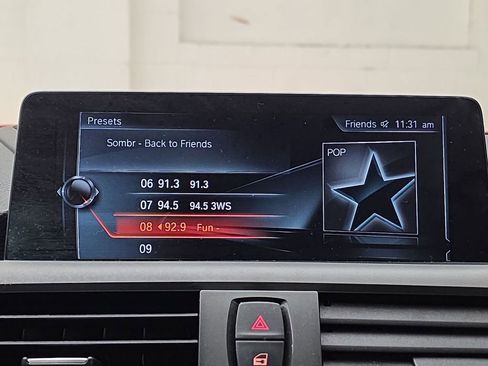 Presets
Friends 11:31 am
Sombr - Back to Friends
POP
06 91.3 91.3
07 94.5 94.5 3WS
08 92.9 Fun -
09